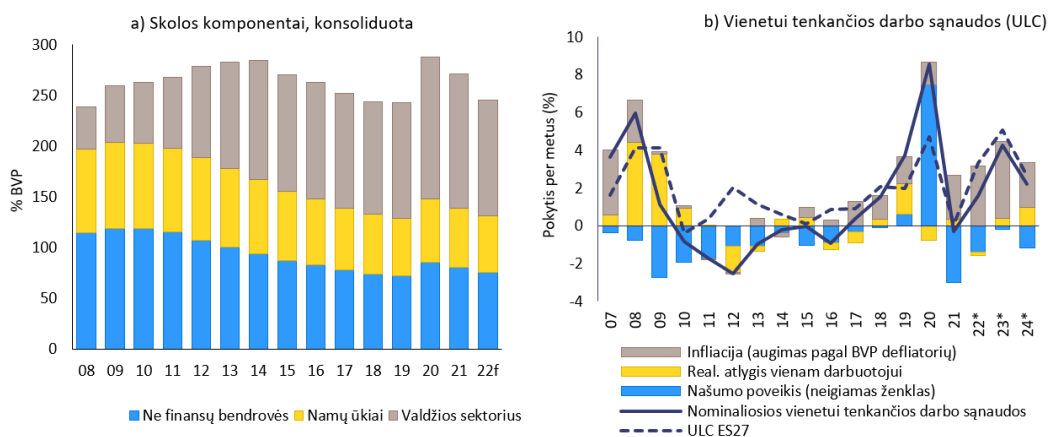 a) Skolos komponentai, konsoliduota
% BVP
300
250
200
150
100
50
0
08 09 10 11 12 13 14 15 16 17 18 19 20 21 22f
Ne finansų bendrovės Namų ūkiai Valdžios sektorius
b) Vienetui tenkančios darbo sąnaudos (ULC)
Pokytis per metus (%)
10
8
6
4
2
0
-2
-4
07 08 09 10 11 12 13 14 15 16 17 18 19 20 21 22* 23* 24*
Infliacija (augimas pagal BVP defliatorių)
Real. atlygis vienam darbuotojui
Našumo poveikis (neigiamas ženklas)
Nominaliosios vienetui tenkančios darbo sąnaudos
ULC ES27